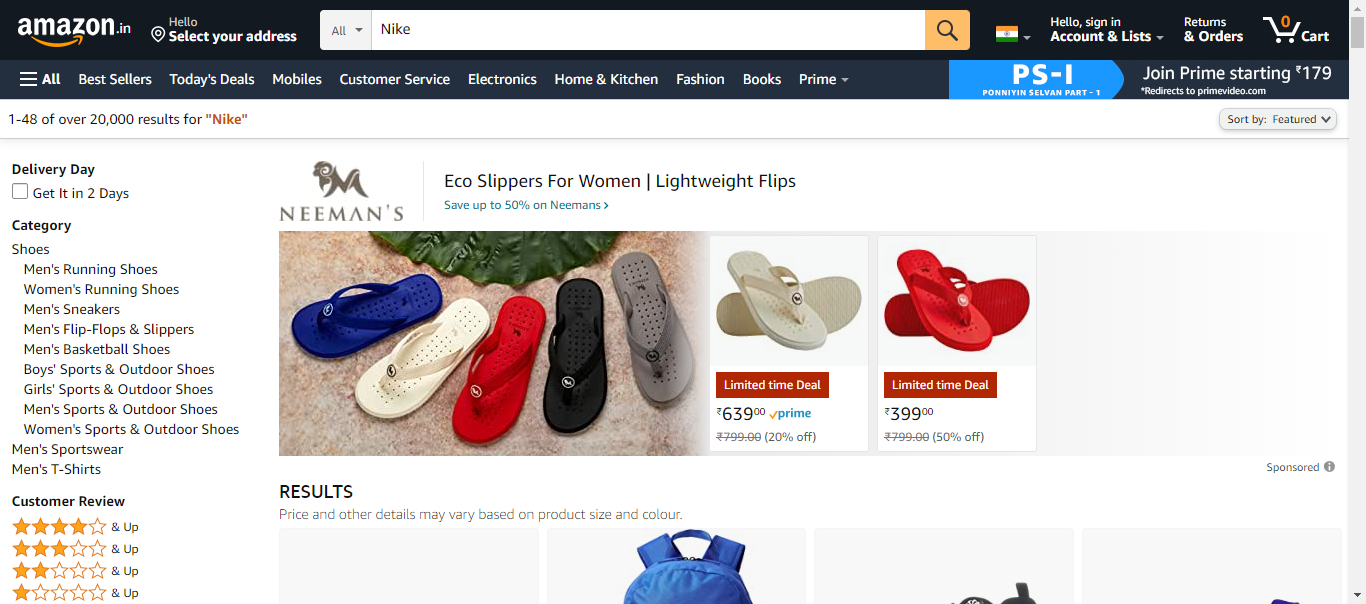 amazon.in
Hello
Select your address
All
Nike
Hello, sign in
Account & Lists
Returns
& Orders
0
Cart
All
Best Sellers
Today's Deals
Mobiles
Customer Service
Electronics
Home & Kitchen
Fashion
Books
Prime
PS-I
PONNIYIN SELVAN PART - 1
Join Prime starting ₹179
*Redirects to primevideo.com
1-48 of over 20,000 results for "Nike"
Sort by: Featured
Delivery Day
Get It in 2 Days
Category
Shoes
Men's Running Shoes
Women's Running Shoes
Men's Sneakers
Men's Flip-Flops & Slippers
Men's Basketball Shoes
Boys' Sports & Outdoor Shoes
Girls' Sports & Outdoor Shoes
Men's Sports & Outdoor Shoes
Women's Sports & Outdoor Shoes
Men's Sportswear
Men's T-Shirts
Customer Review
& Up
& Up
& Up
& Up
NEEMAN'S
Eco Slippers For Women | Lightweight Flips
Save up to 50% on Neemans ›
Limited time Deal
₹63900 prime
₹799.00 (20% off)
Limited time Deal
₹39900
₹799.00 (50% off)
Sponsored
RESULTS
Price and other details may vary based on product size and colour.